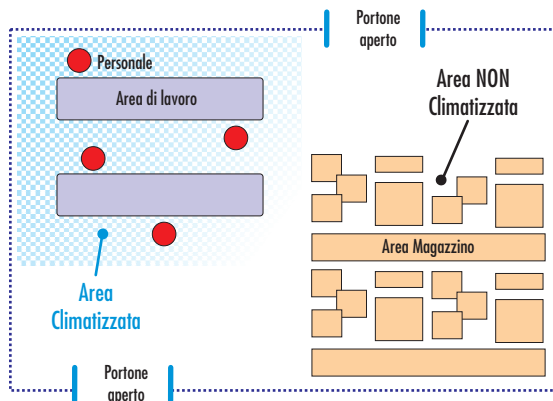 Portone
aperto
Personale
Area di lavoro
Area NON
Climatizzata
Area Magazzino
Area
Climatizzata
Portone
aperto